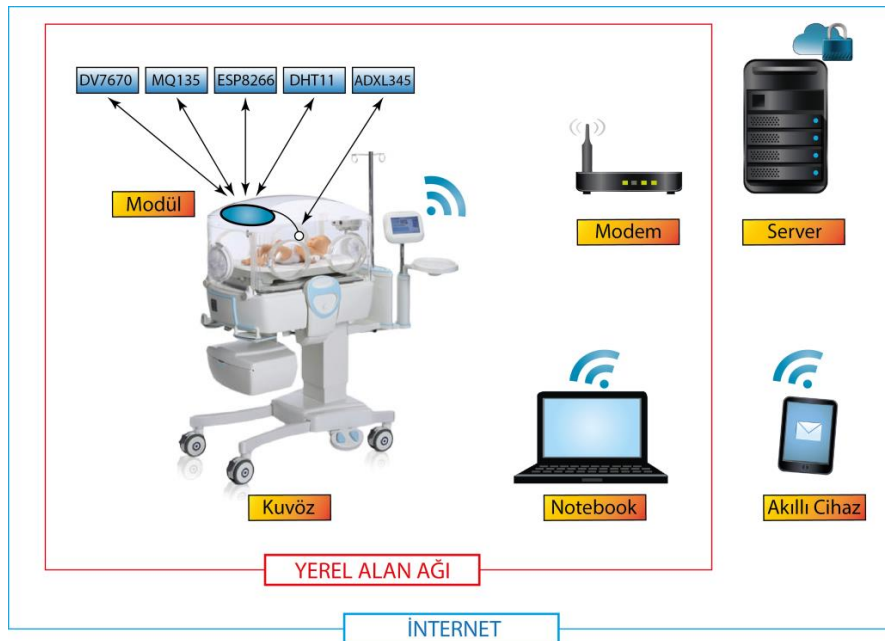 DV7670
MQ135
ESP8266
DHT11
ADXL345
Modül
Modem
Server
Kuvöz
Notebook
Akıllı Cihaz
YEREL ALAN AĞI
İNTERNET